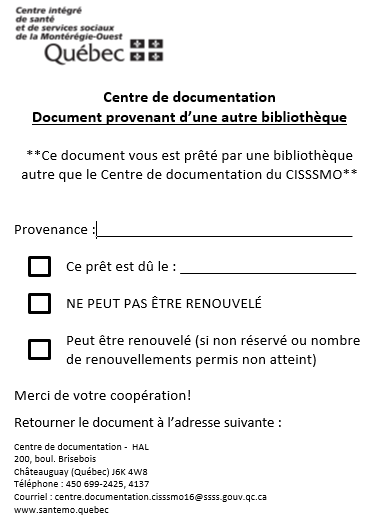 Centre intégré
de santé
et de services sociaux
de la Montérégie-Ouest
Québec
Centre de documentation
Document provenant d’une autre bibliothèque
**Ce document vous est prêté par une bibliothèque
autre que le Centre de documentation du CISSSMO**
Provenance :
Ce prêt est dû le :
NE PEUT PAS ÊTRE RENOUVELÉ
Peut être renouvelé (si non réservé ou nombre
de renouvellements permis non atteint)
Merci de votre coopération!
Retourner le document à l’adresse suivante :
Centre de documentation - HAL
200, boul. Brisebois
Châteauguay (Québec) J6K 4W8
Téléphone : 450 699-2425, 4137
Courriel : centre.documentation.cisssmo16@ssss.gouv.qc.ca
www.santemo.quebec